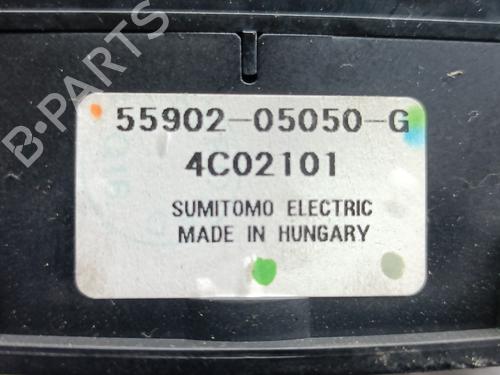 B-PARTS
55902-05050-G
4C02101
SUMITOMO ELECTRIC
MADE IN HUNGARY